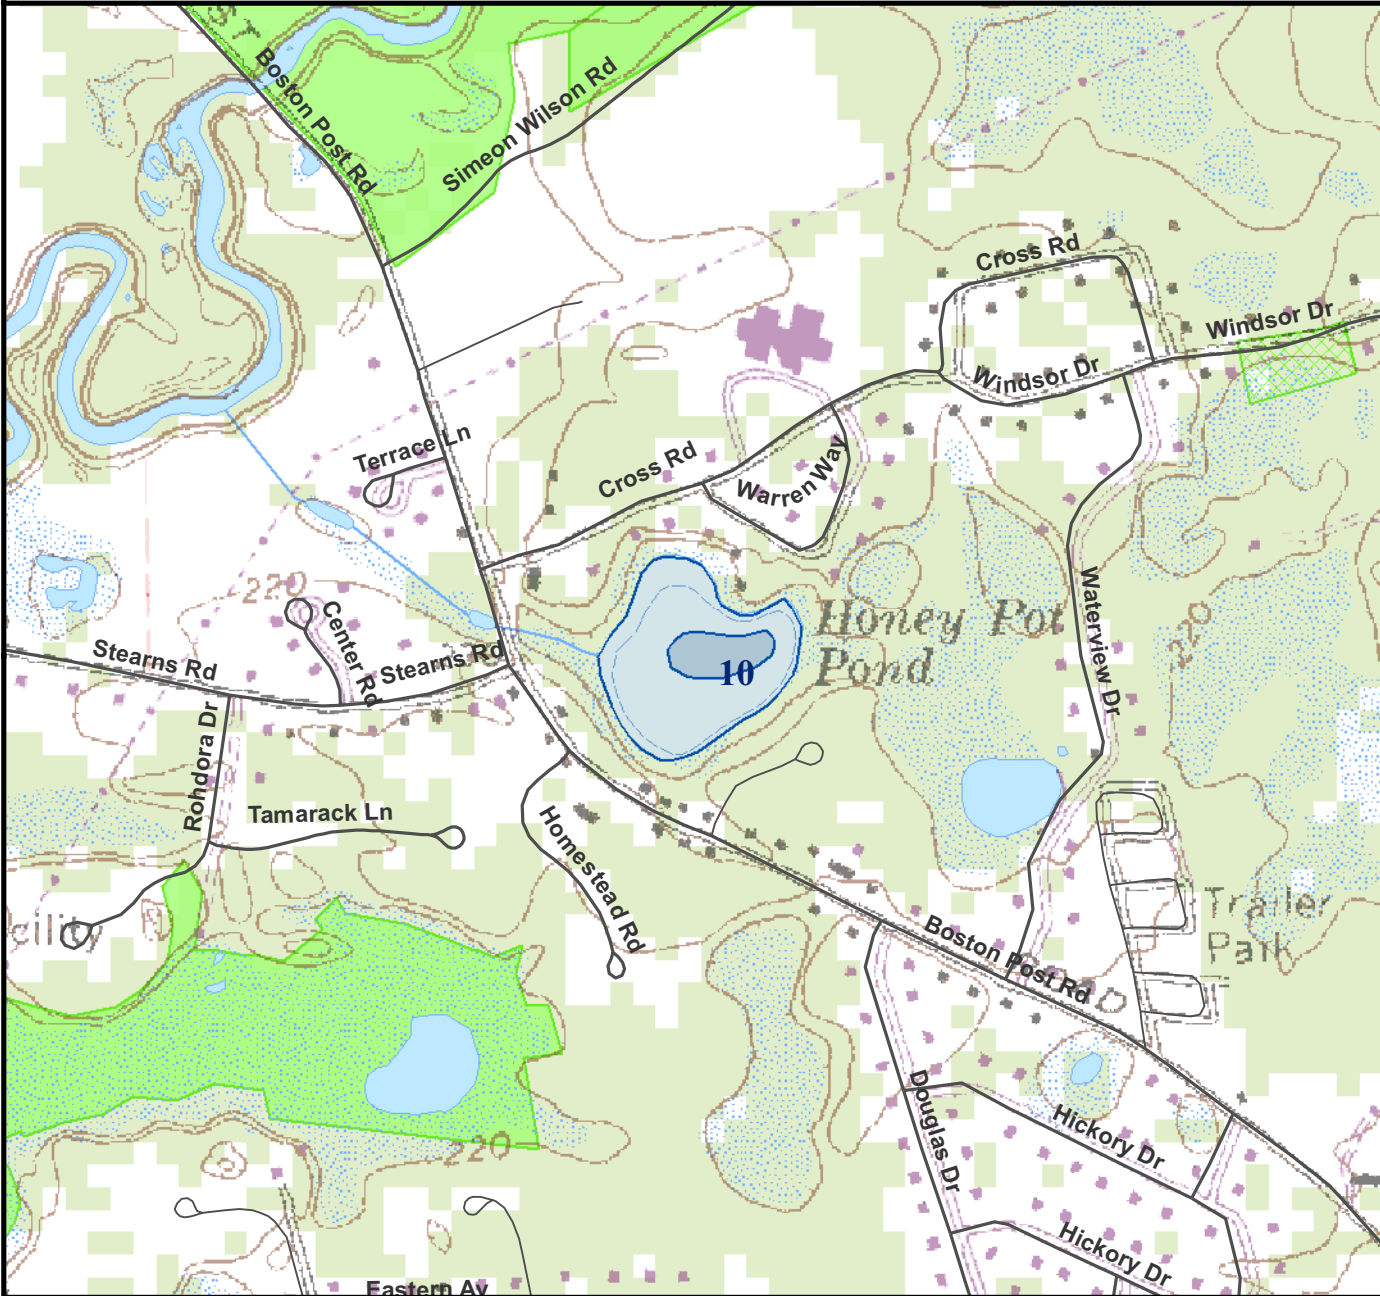 Boston Post Rd
Simeon Wilson Rd
Cross Rd
Windsor Dr
Windsor Dr
Terrace Ln
Cross Rd
Warren Way
220
Center Rd
Honey Pot
Pond
10
Waterview Dr
220
Stearns Rd
Stearns Rd
Rohdora Dr
Tamarack Ln
Homestead Rd
cility
Trailer
Park
Boston Post Rd
Douglas Dr
Hickory Dr
220
Hickory Dr
Eastern Av